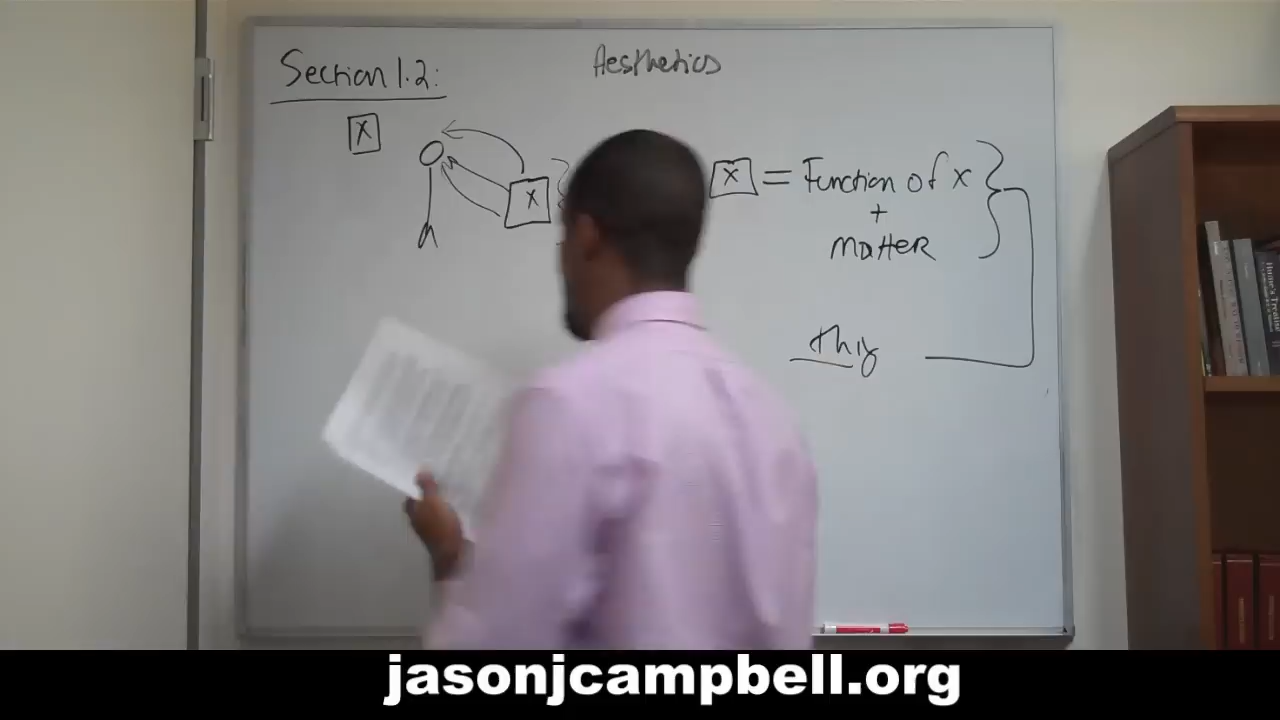 Section 1.2:
Aesthetics
X
X
X = Function of X
+
matter
this
jasonjcampbell.org